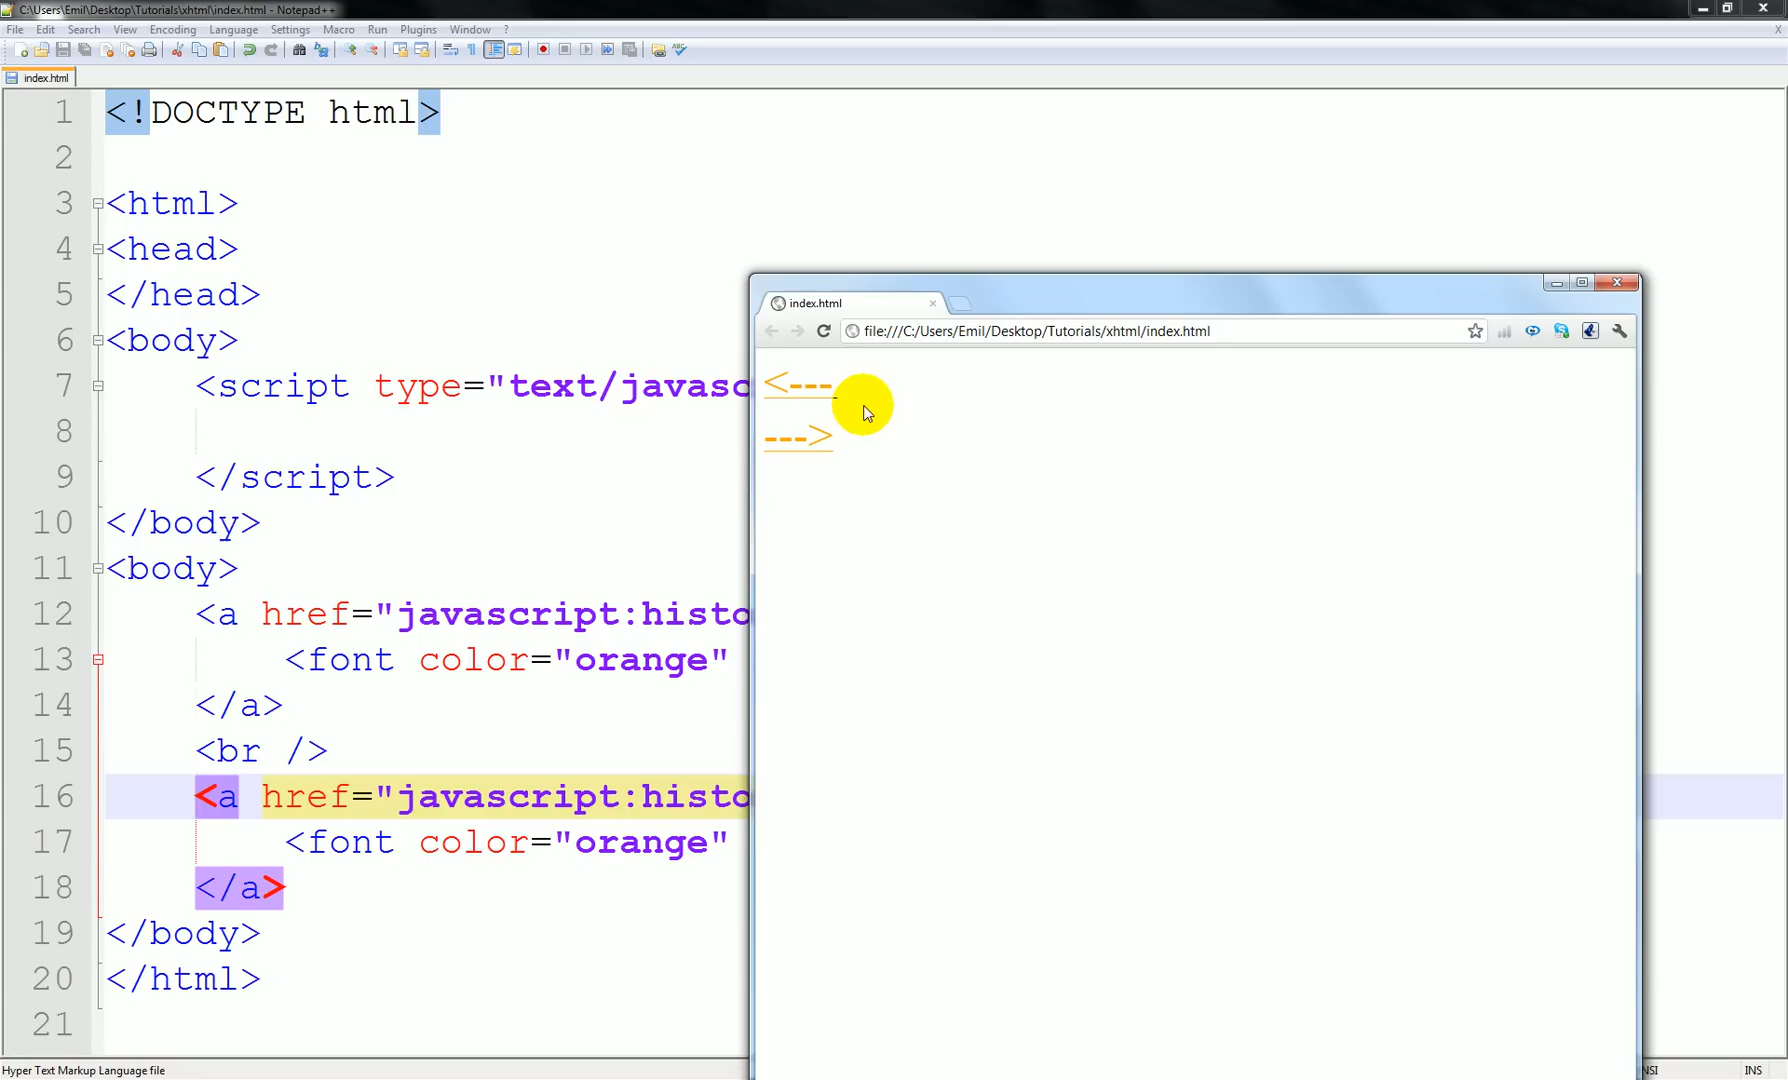 C:\Users\Emil\Desktop\Tutorials\xhtml\index.html - Notepad++
File Edit Search View Encoding Language Settings Macro Run Plugins Window ?
X
index.html
1 <!DOCTYPE html>
2
3 <html>
4 <head>
5 </head>
6 <body>
7 <script type="text/javasc
8
9 </script>
10 </body>
11 <body>
12 <a href="javascript:histo
13 <font color="orange"
14 </a>
15 <br />
16 <a href="javascript:histo
17 <font color="orange"
18 </a>
19 </body>
20 </html>
21
index.html
file:///C:/Users/Emil/Desktop/Tutorials/xhtml/index.html
<---
--->
Hyper Text Markup Language file
NSI
INS